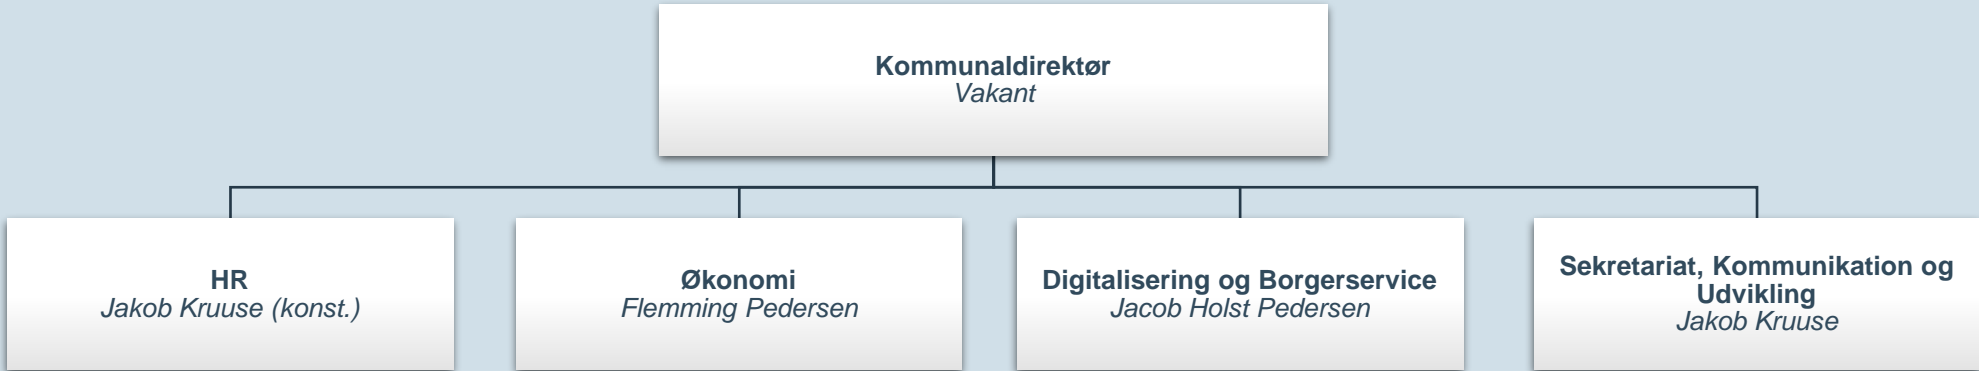 Kommunaldirektør
Vakant
HR
Jakob Kruuse (konst.)
Økonomi
Flemming Pedersen
Digitalisering og Borgerservice
Jacob Holst Pedersen
Sekretariat, Kommunikation og
Udvikling
Jakob Kruuse